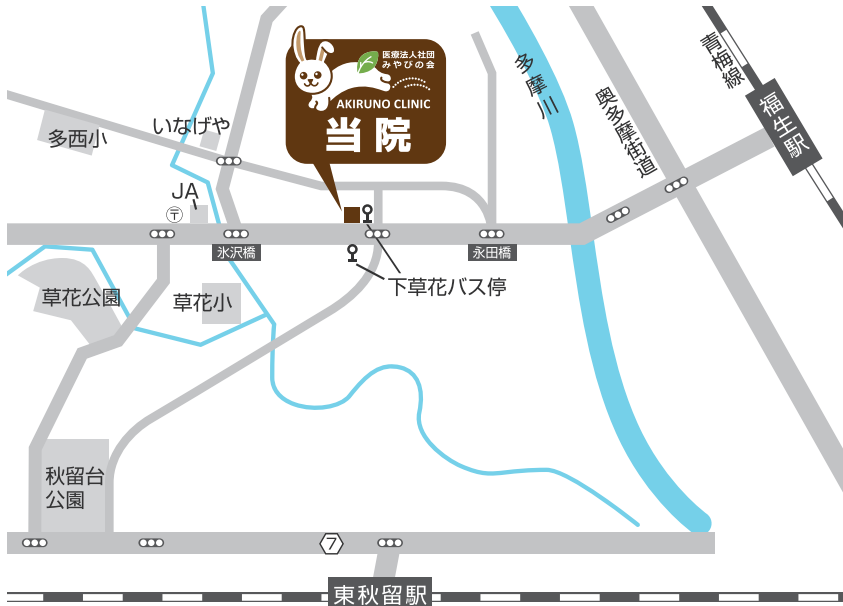 医療法人社団
みやびの会
AKIRUNO CLINIC
当院
青梅線
福生駅
多摩川
奥多摩街道
いなげや
多西小
JA
〒
氷沢橋
永田橋
下草花バス停
草花公園
草花小
秋留台
公園
7
東秋留駅